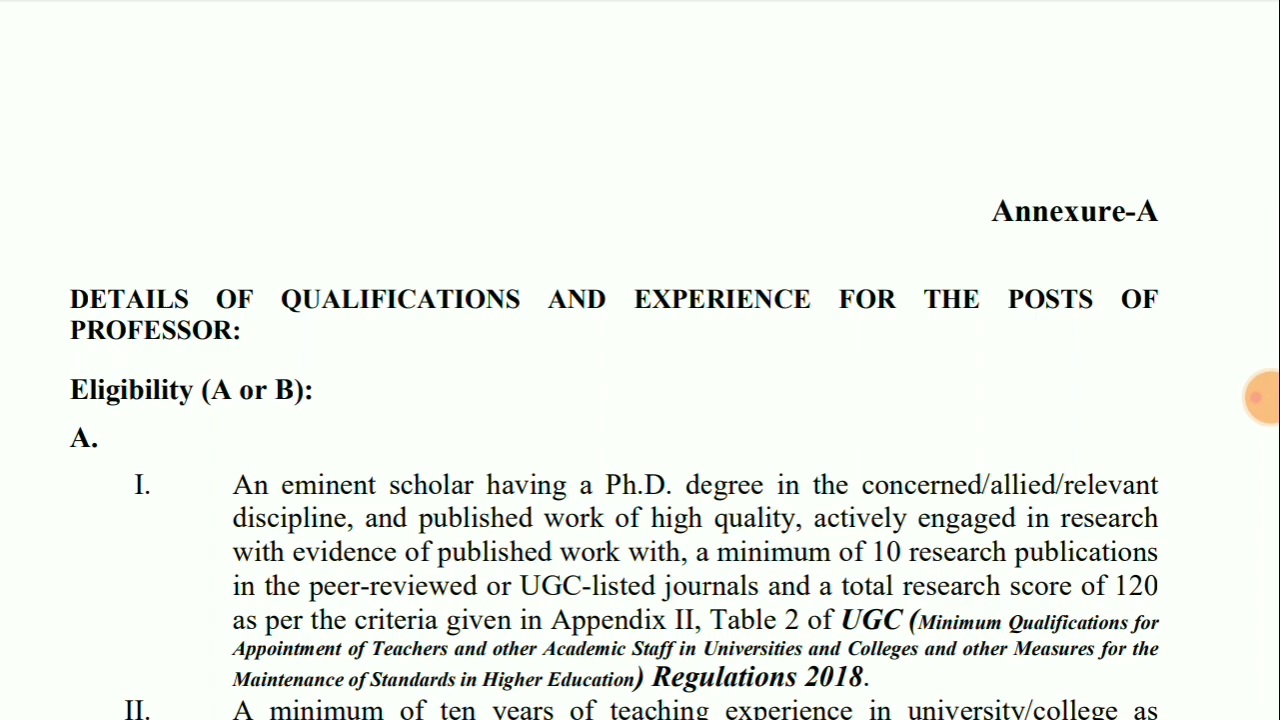 Annexure-A
DETAILS OF QUALIFICATIONS AND EXPERIENCE FOR THE POSTS OF
PROFESSOR:
Eligibility (A or B):
A.
I. An eminent scholar having a Ph.D. degree in the concerned/allied/relevant
discipline, and published work of high quality, actively engaged in research
with evidence of published work with, a minimum of 10 research publications
in the peer-reviewed or UGC-listed journals and a total research score of 120
as per the criteria given in Appendix II, Table 2 of UGC (Minimum Qualifications for
Appointment of Teachers and other Academic Staff in Universities and Colleges and other Measures for the
Maintenance of Standards in Higher Education) Regulations 2018.
II. A minimum of ten years of teaching experience in university/college as